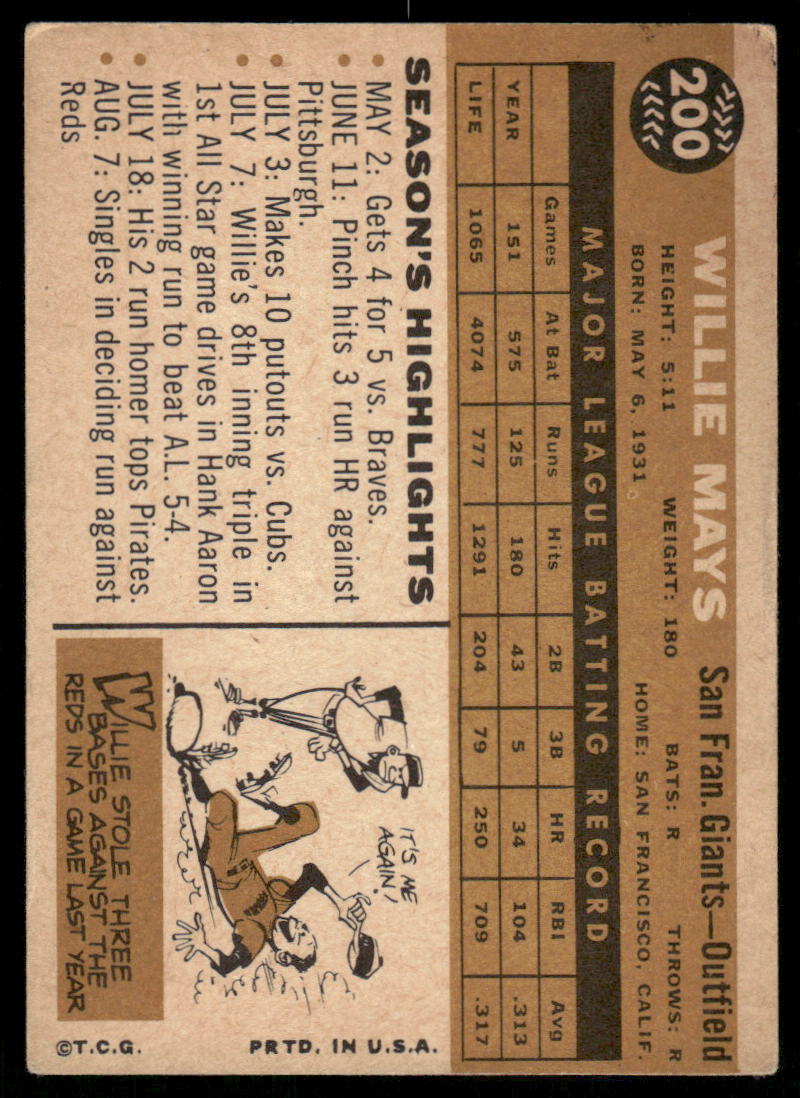 200
WILLIE MAYS San Fran. Giants—Outfield
HEIGHT: 5:11 WEIGHT: 180 BATS: R THROWS: R
BORN: MAY 6, 1931 HOME: SAN FRANCISCO, CALIF.
MAJOR LEAGUE BATTING RECORD
Games At Bat Runs Hits 2B 3B HR RBI Avg
YEAR 151 575 125 180 43 5 34 104 .313
LIFE 1065 4074 777 1291 204 79 250 709 .317
SEASON'S HIGHLIGHTS
• MAY 2: Gets 4 for 5 vs. Braves.
• JUNE 11: Pinch hits 3 run HR against
Pittsburgh.
• JULY 3: Makes 10 putouts vs. Cubs.
• JULY 7: Willie's 8th inning triple in
1st All Star game drives in Hank Aaron
with winning run to beat A.L. 5-4.
• JULY 18: His 2 run homer tops Pirates.
• AUG. 7: Singles in deciding run against
Reds
IT'S ME
AGAIN!
WILLIE STOLE THREE
BASES AGAINST THE
REDS IN A GAME LAST YEAR
©T.C.G. PRTD. IN U.S.A.